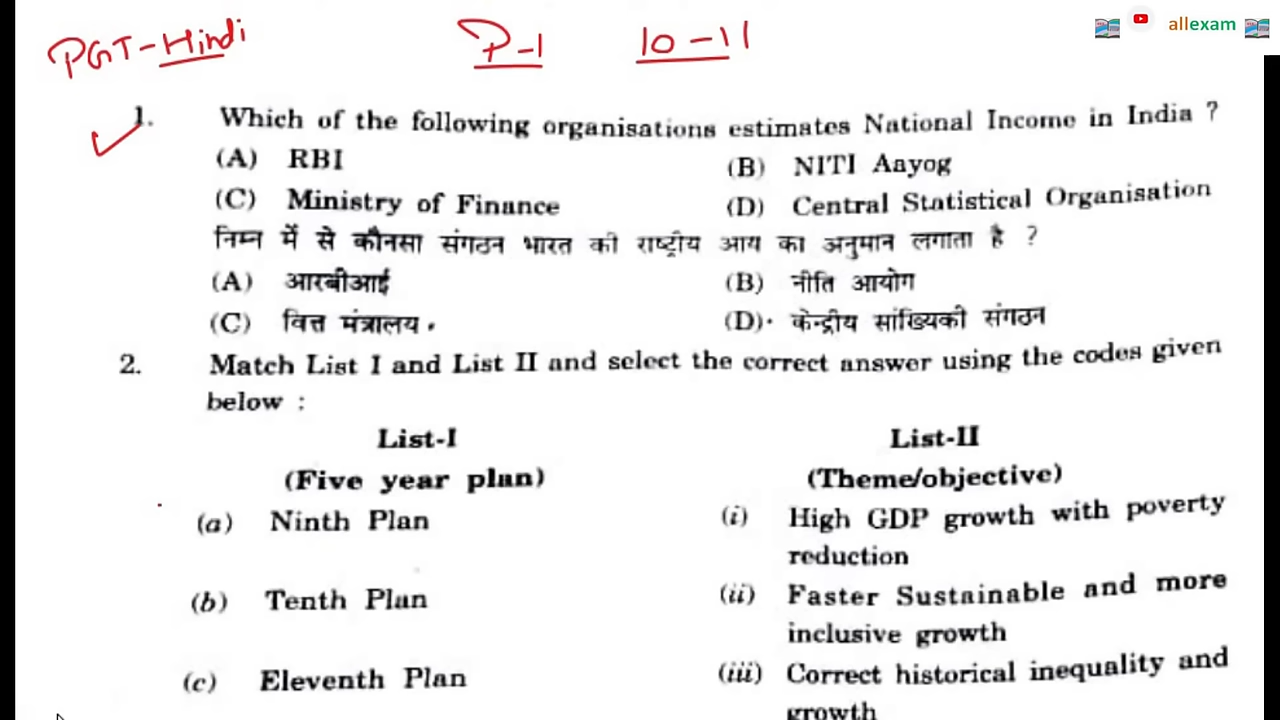 PGT-Hindi P-1 10-11
allexam
1. Which of the following organisations estimates National Income in India ?
(A) RBI (B) NITI Aayog
(C) Ministry of Finance (D) Central Statistical Organisation
निम्न में से कौनसा संगठन भारत की राष्ट्रीय आय का अनुमान लगाता है ?
(A) आरबीआई (B) नीति आयोग
(C) वित्त मंत्रालय . (D)· केन्द्रीय सांख्यिकी संगठन
2. Match List I and List II and select the correct answer using the codes given
below :
List-I List-II
(Five year plan) (Theme/objective)
(a) Ninth Plan (i) High GDP growth with poverty
reduction
(b) Tenth Plan (ii) Faster Sustainable and more
inclusive growth
(c) Eleventh Plan (iii) Correct historical inequality and
growth